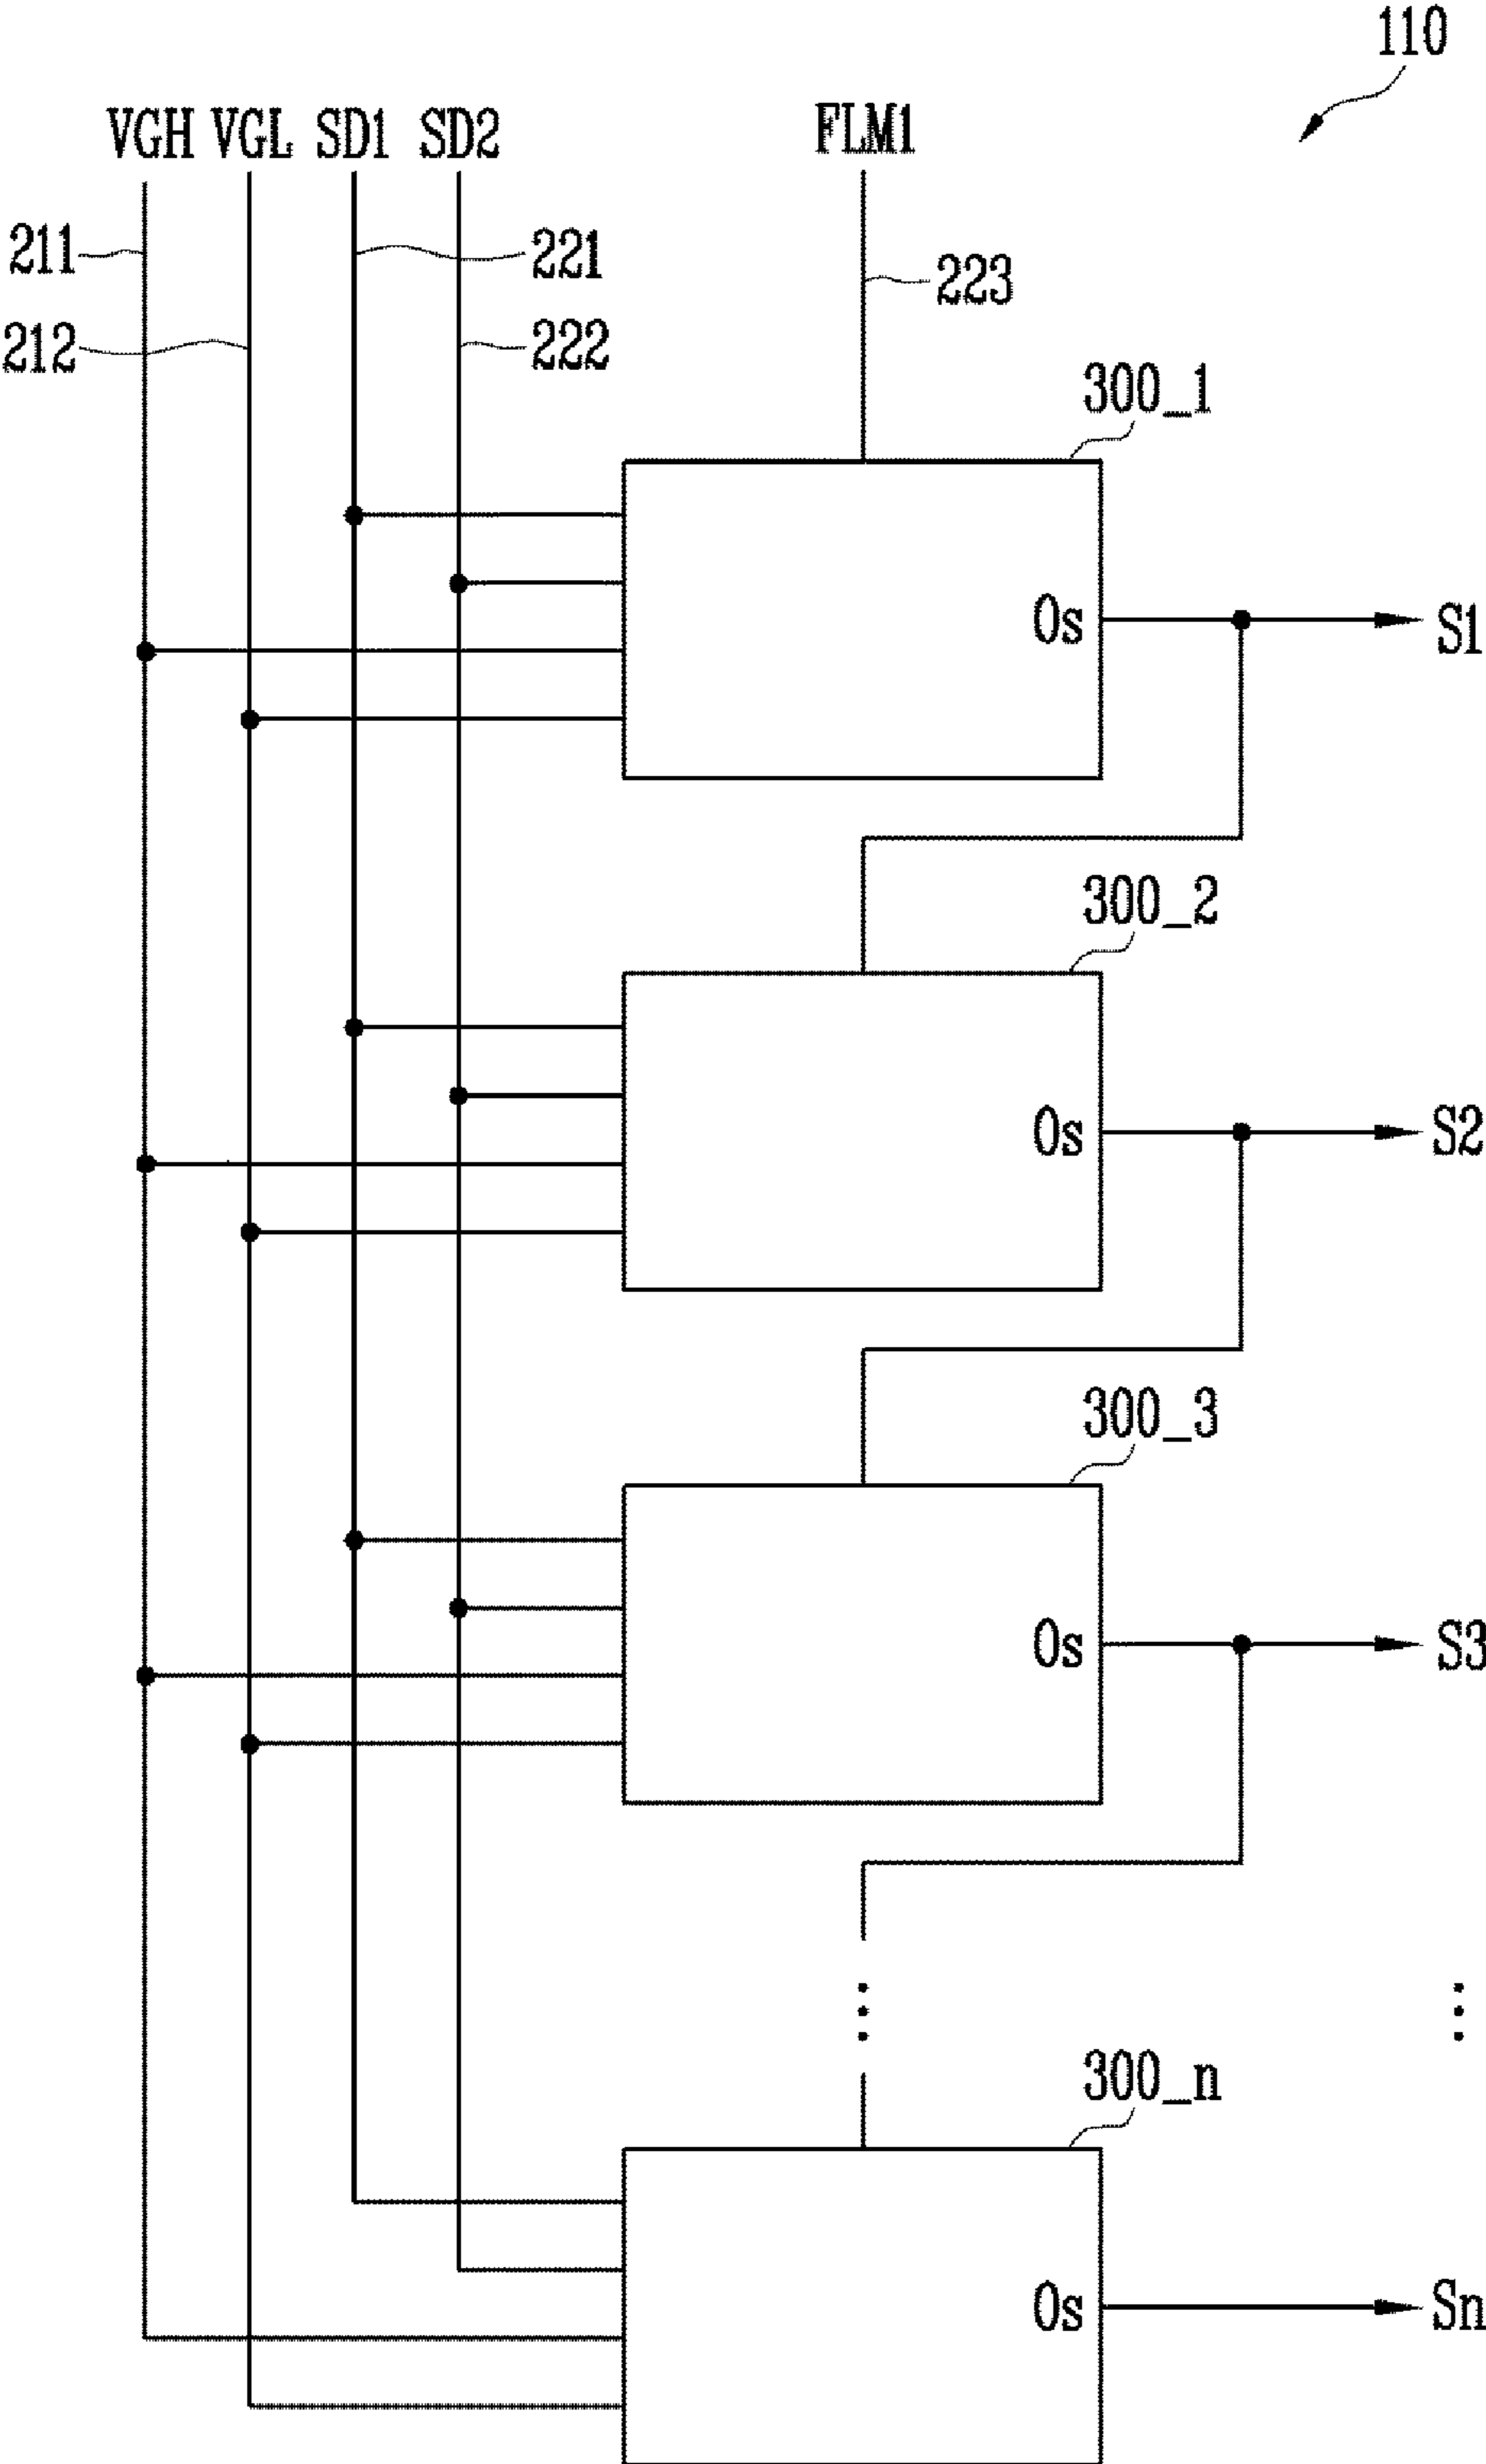 110
VGH VGL SD1 SD2 FLM1
211 221 223
212 222
300_1
Os S1
300_2
Os S2
300_3
Os S3
300_n
Os Sn